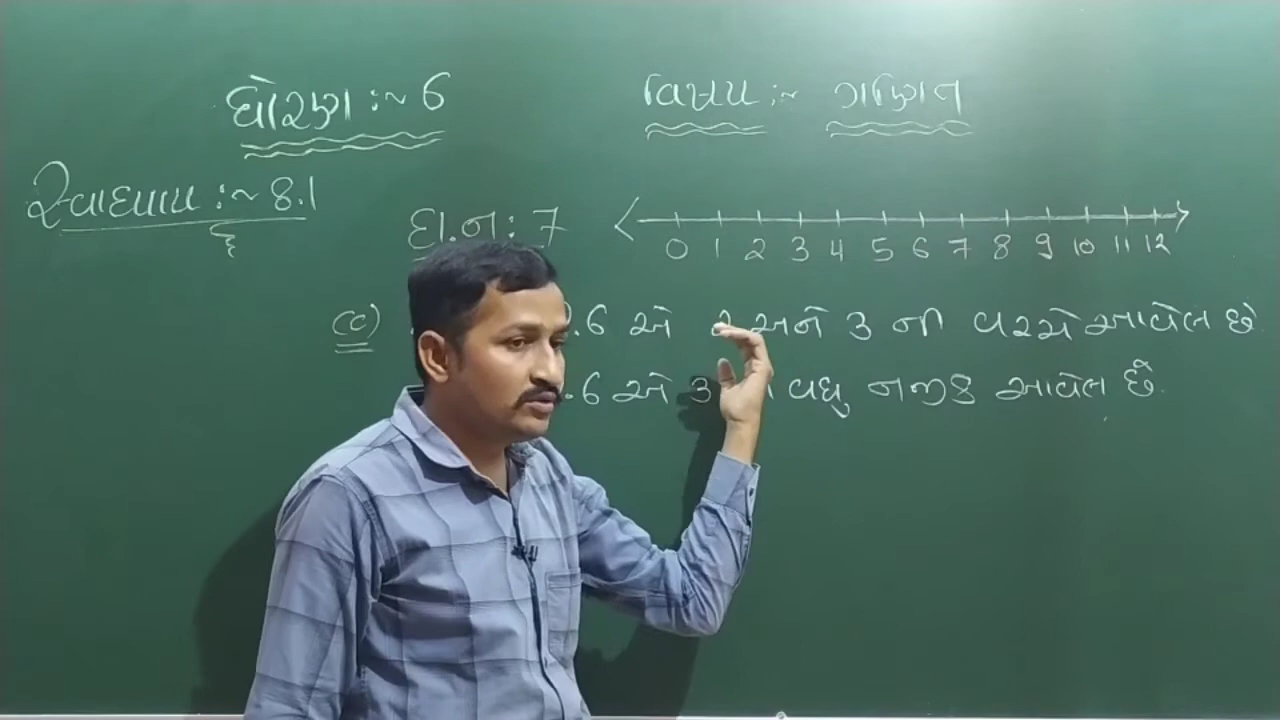 ધોરણ :~ 6
વિષય :~ ગણિત
સ્વાધ્યાય :~ 8.1
દા.નં : 7
0 1 2 3 4 5 6 7 8 9 10 11 12
(c) .6 એ 2 અને 3 ની વચ્ચે આવેલ છે
.6 એ 3 વધુ નજીક આવેલ છે.